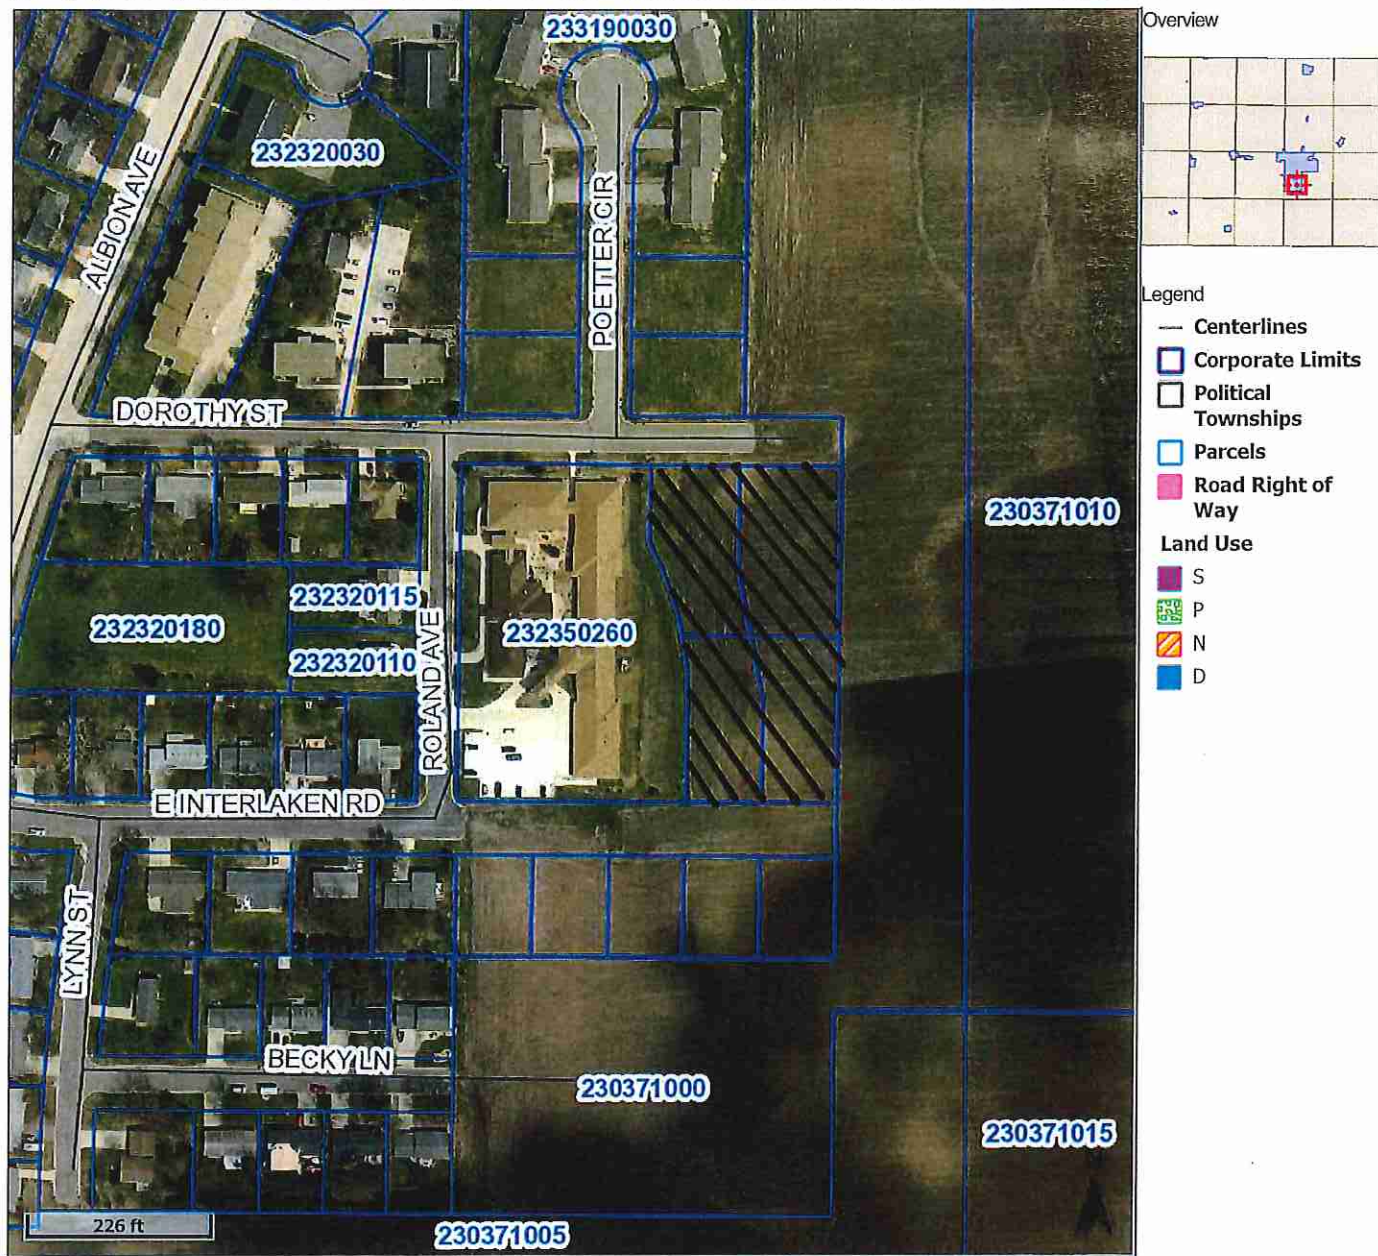 233190030
Overview
232320030
ALBION AVE
POETTER CIR
Legend
Centerlines
Corporate Limits
Political
Townships
Parcels
Road Right of
Way
Land Use
S
P
N
D
DOROTHY ST
230371010
232320115
232320180
232350260
232320110
ROLAND AVE
E INTERLAKEN RD
LYNN ST
BECKY LN
230371000
230371015
226 ft
230371005